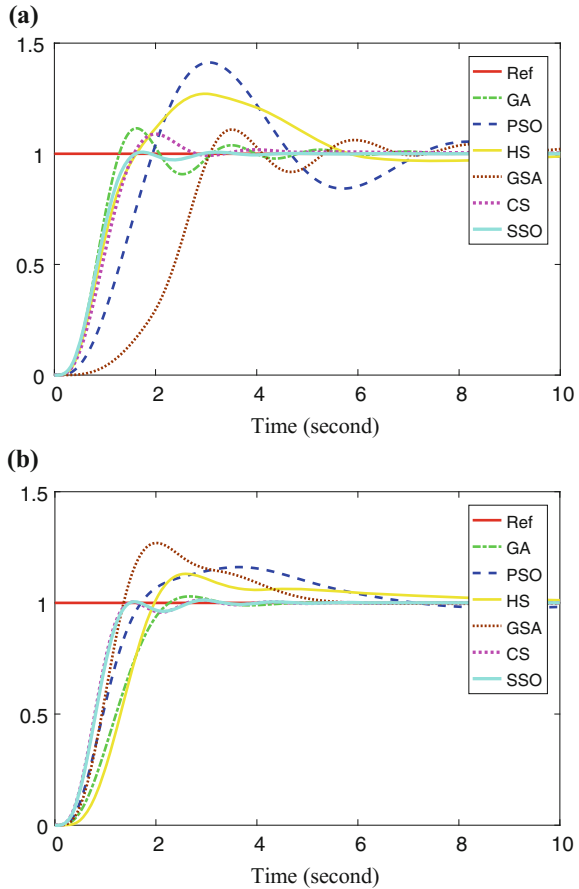 (a)
1.5
1
0.5
0
Ref
GA
PSO
HS
GSA
CS
SSO
0 2 4 6 8 10
Time (second)
(b)
1.5
1
0.5
0
Ref
GA
PSO
HS
GSA
CS
SSO
0 2 4 6 8 10
Time (second)